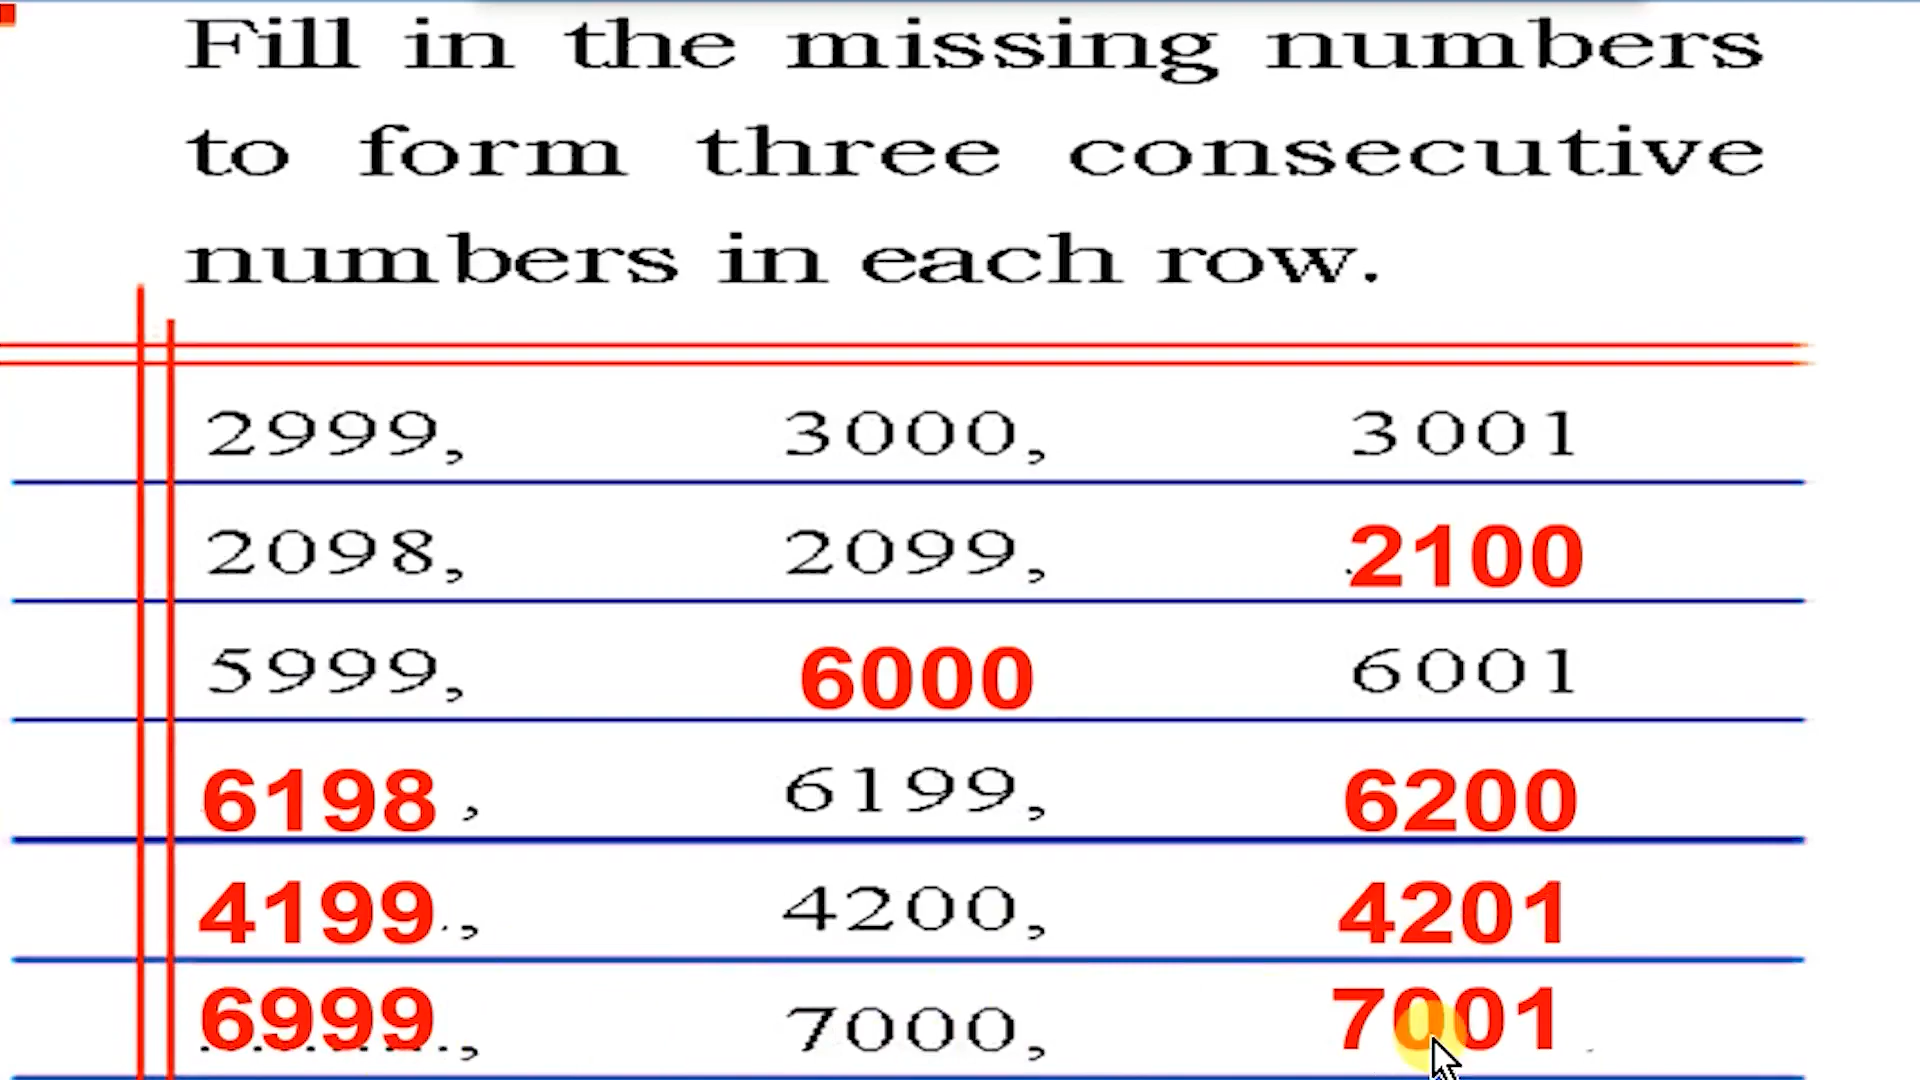 Fill in the missing numbers
to form three consecutive
numbers in each row.
2999, 3000, 3001
2098, 2099, 2100
5999, 6000 6001
6198 , 6199, 6200
4199 , 4200, 4201
6999 , 7000, 7001